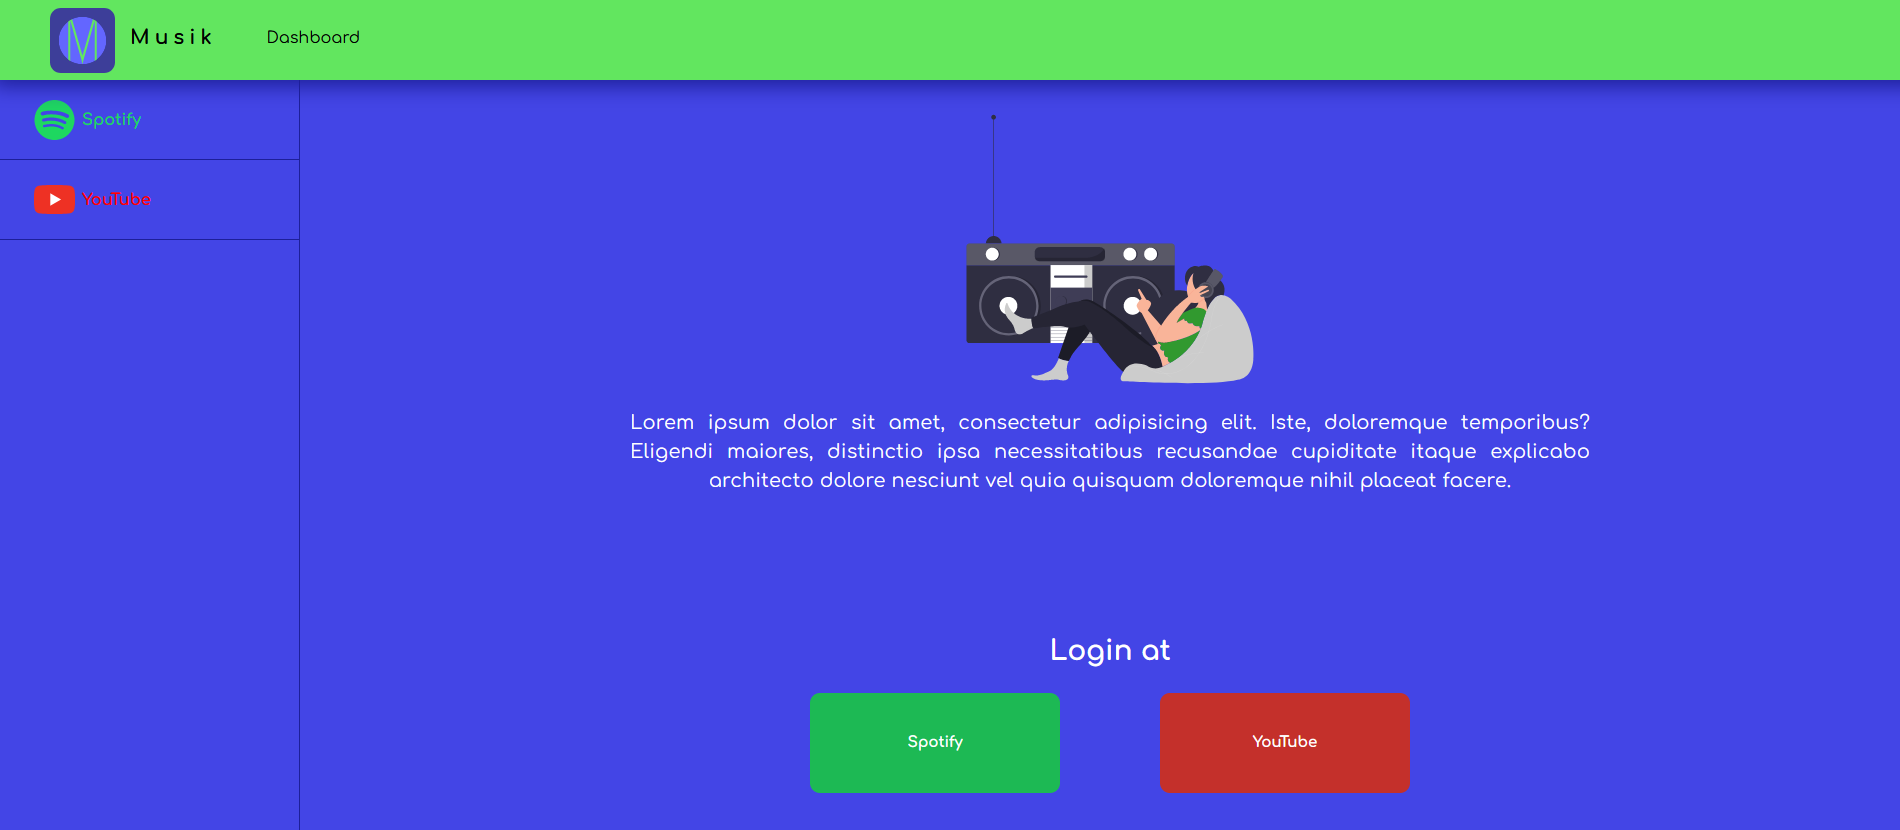 Musik
Dashboard
Spotify
YouTube
Lorem ipsum dolor sit amet, consectetur adipisicing elit. Iste, doloremque temporibus?
Eligendi maiores, distinctio ipsa necessitatibus recusandae cupiditate itaque explicabo
architecto dolore nesciunt vel quia quisquam doloremque nihil placeat facere.
Login at
Spotify
YouTube